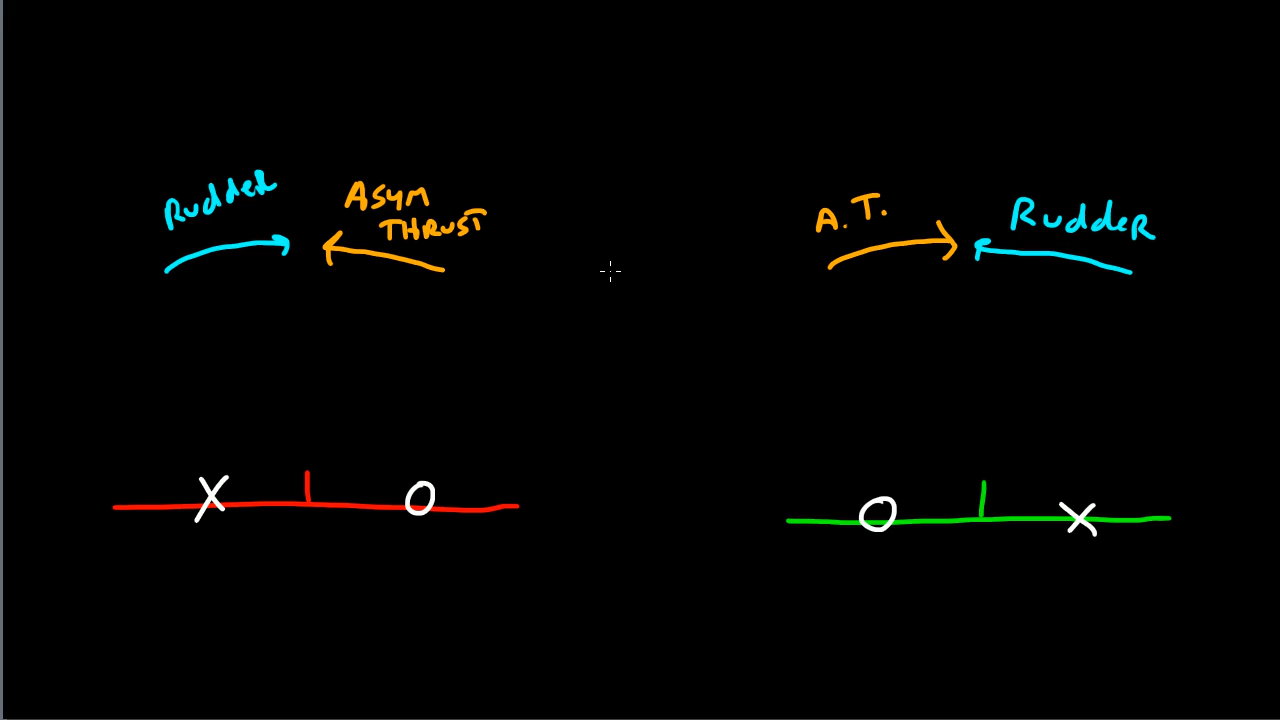 Rudder
Asym
THRUST
A.T.
Rudder
X
O
O
X